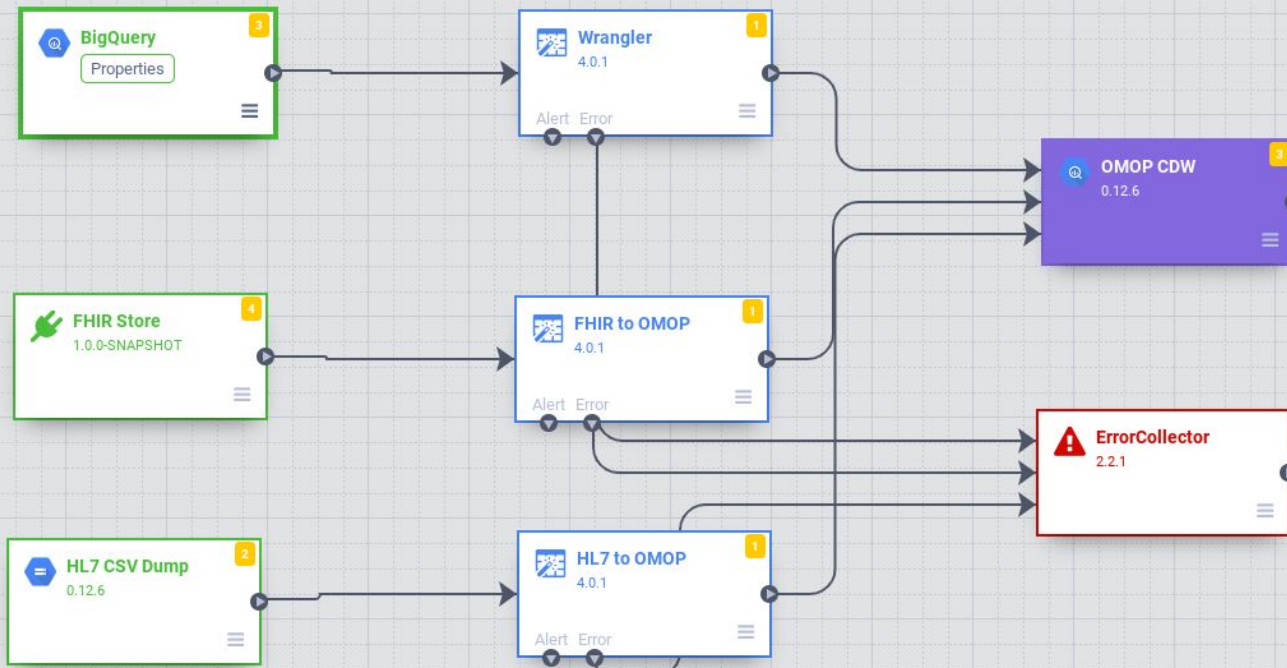 BigQuery
3
Properties
Wrangler
1
4.0.1
Alert Error
OMOP CDW
3
0.12.6
FHIR Store
4
1.0.0-SNAPSHOT
FHIR to OMOP
1
4.0.1
Alert Error
ErrorCollector
2.2.1
HL7 CSV Dump
2
0.12.6
HL7 to OMOP
1
4.0.1
Alert Error